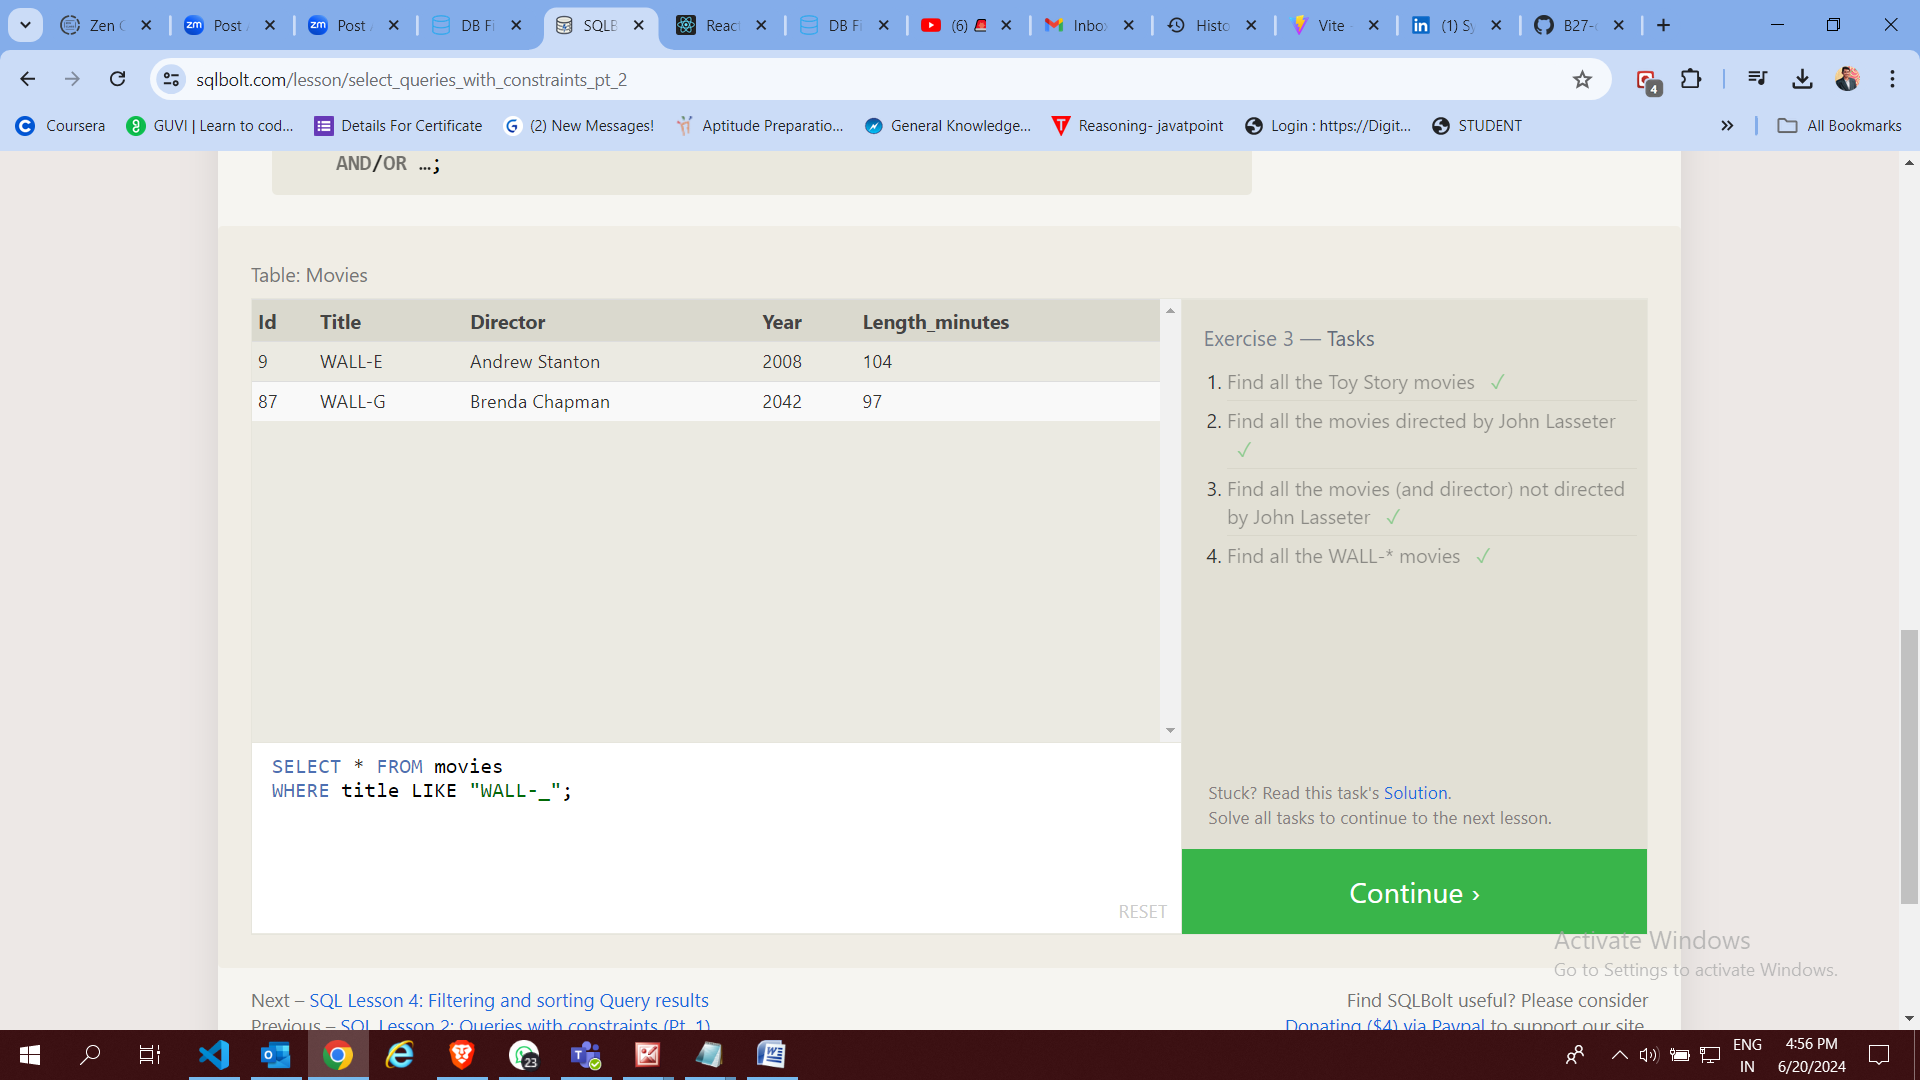 Zen
Post
Post
DB Fi
SQLB
React
DB Fi
(6)
Inbo
Histo
Vite
(1) Sy
B27-
sqlbolt.com/lesson/select_queries_with_constraints_pt_2
4
Coursera
GUVI | Learn to cod...
Details For Certificate
(2) New Messages!
Aptitude Preparatio...
General Knowledge...
Reasoning- javatpoint
Login : https://Digit...
STUDENT
All Bookmarks
AND/OR …;
Table: Movies
Id Title Director Year Length_minutes
9 WALL-E Andrew Stanton 2008 104
87 WALL-G Brenda Chapman 2042 97
Exercise 3 — Tasks
1. Find all the Toy Story movies ✓
2. Find all the movies directed by John Lasseter
✓
3. Find all the movies (and director) not directed
by John Lasseter ✓
4. Find all the WALL-* movies ✓
SELECT * FROM movies
WHERE title LIKE "WALL-_";
RESET
Stuck? Read this task's Solution.
Solve all tasks to continue to the next lesson.
Continue ›
Activate Windows
Go to Settings to activate Windows.
Next – SQL Lesson 4: Filtering and sorting Query results
Previous – SQL Lesson 2: Queries with constraints (Pt. 1)
Find SQLBolt useful? Please consider
Donating ($4) via Paypal to support our site.
23
ENG
IN
4:56 PM
6/20/2024